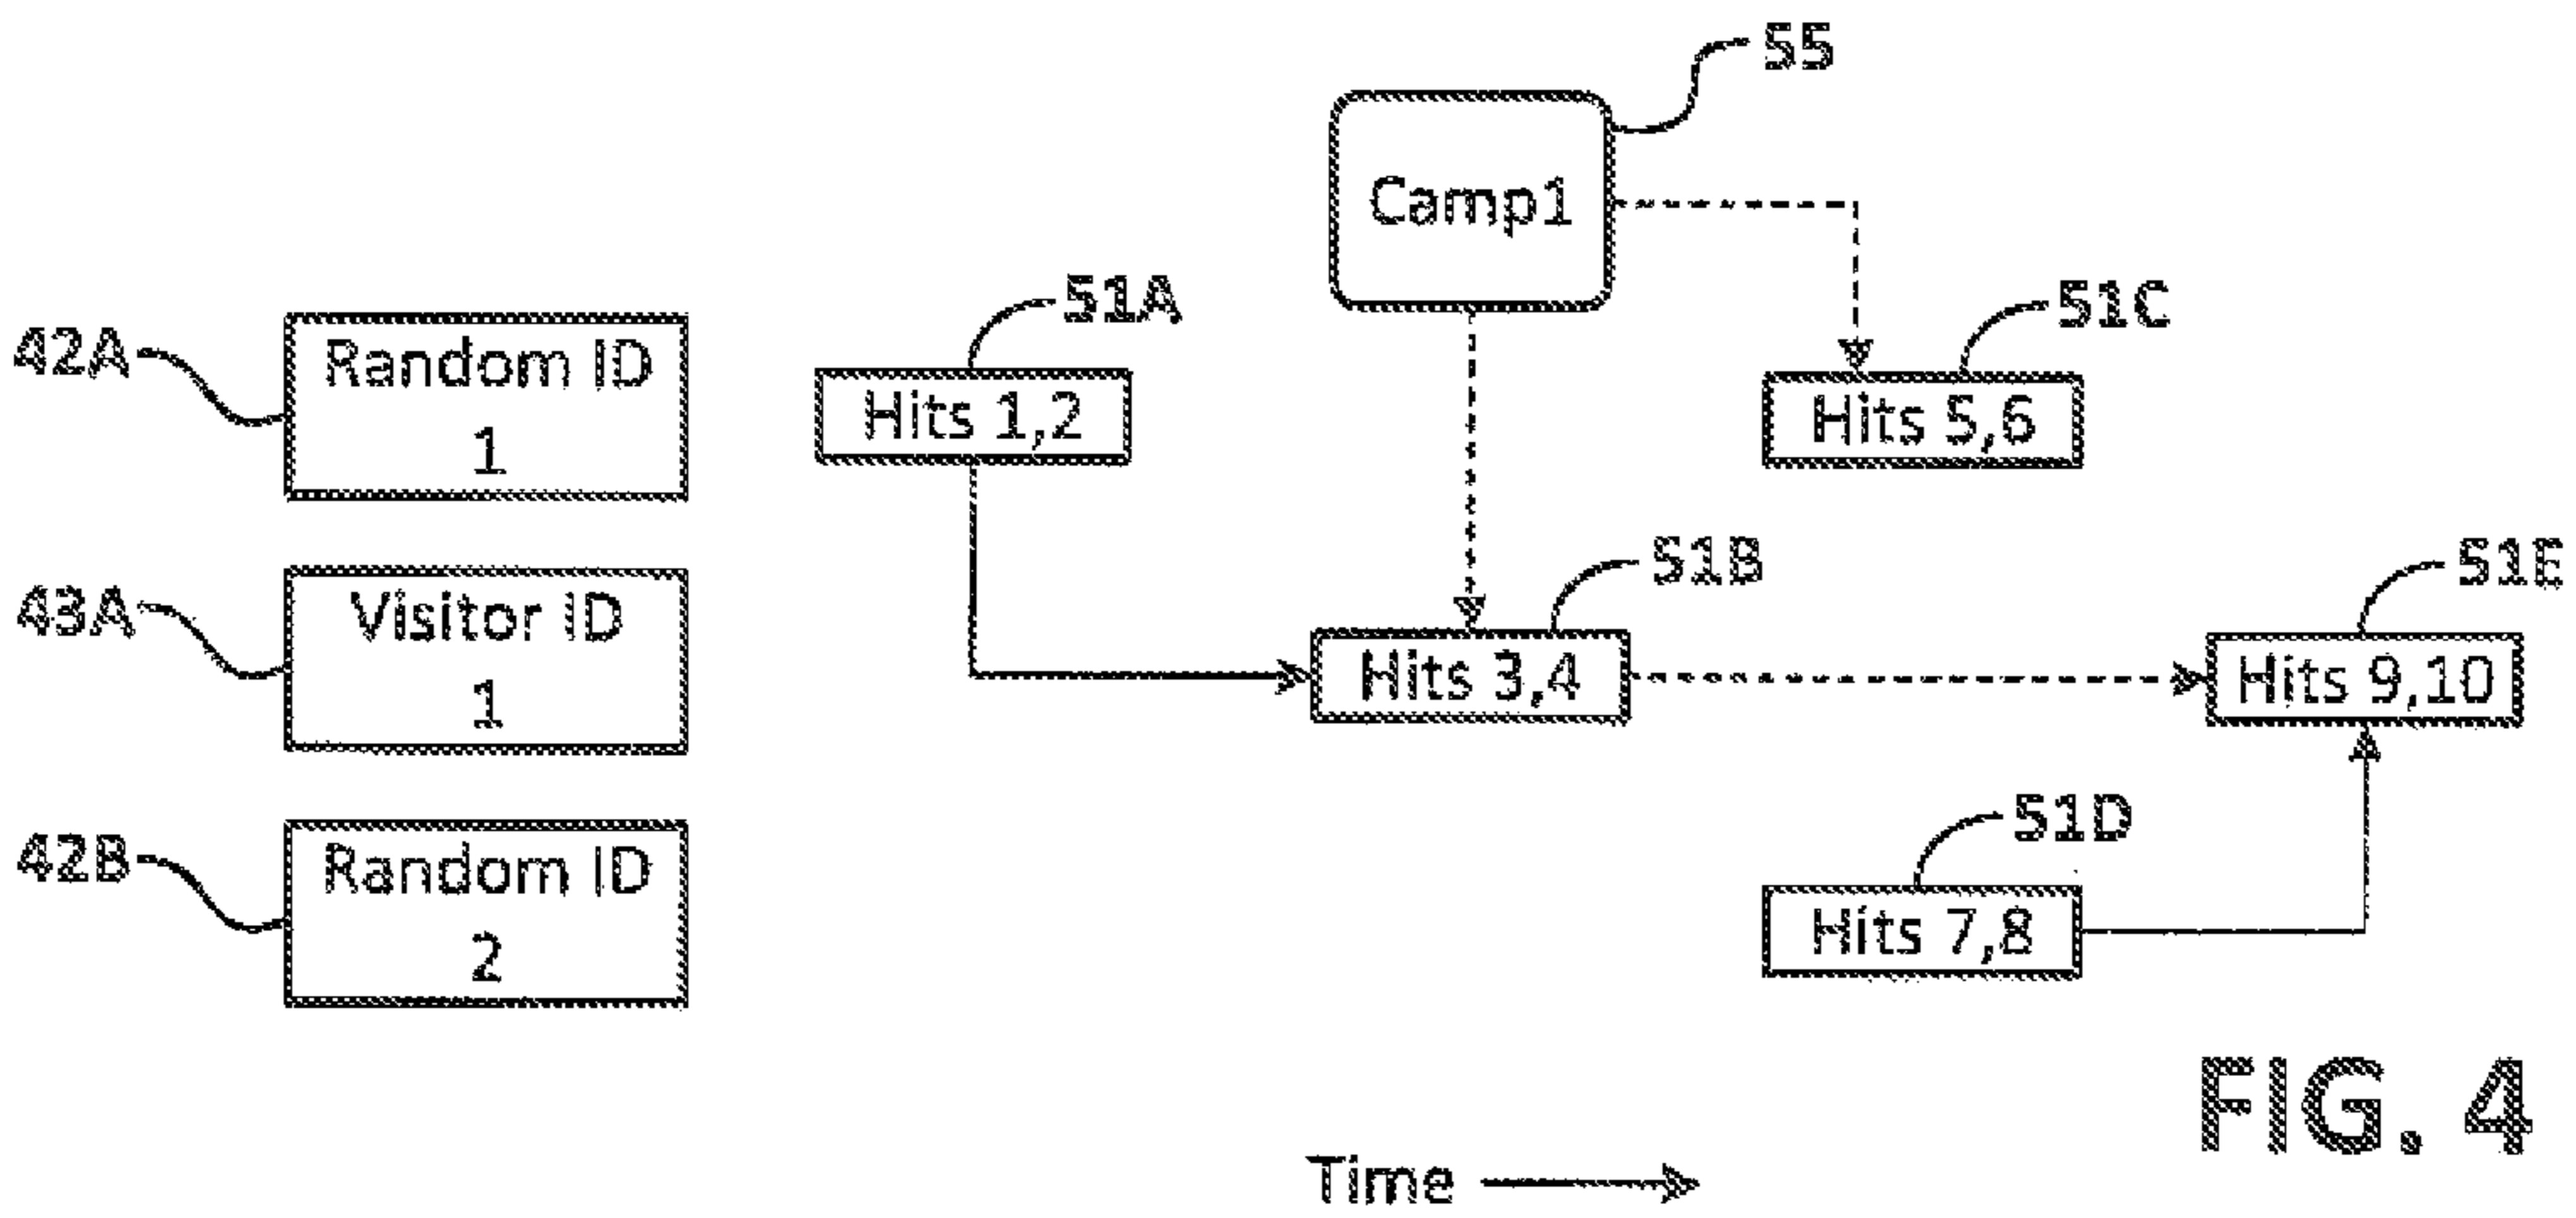 55
Camp1
51A
51C
42A
Random ID
1
Hits 1,2
Hits 5,6
51B
51E
43A
Visitor ID
1
Hits 3,4
Hits 9,10
51D
42B
Random ID
2
Hits 7,8
FIG. 4
Time